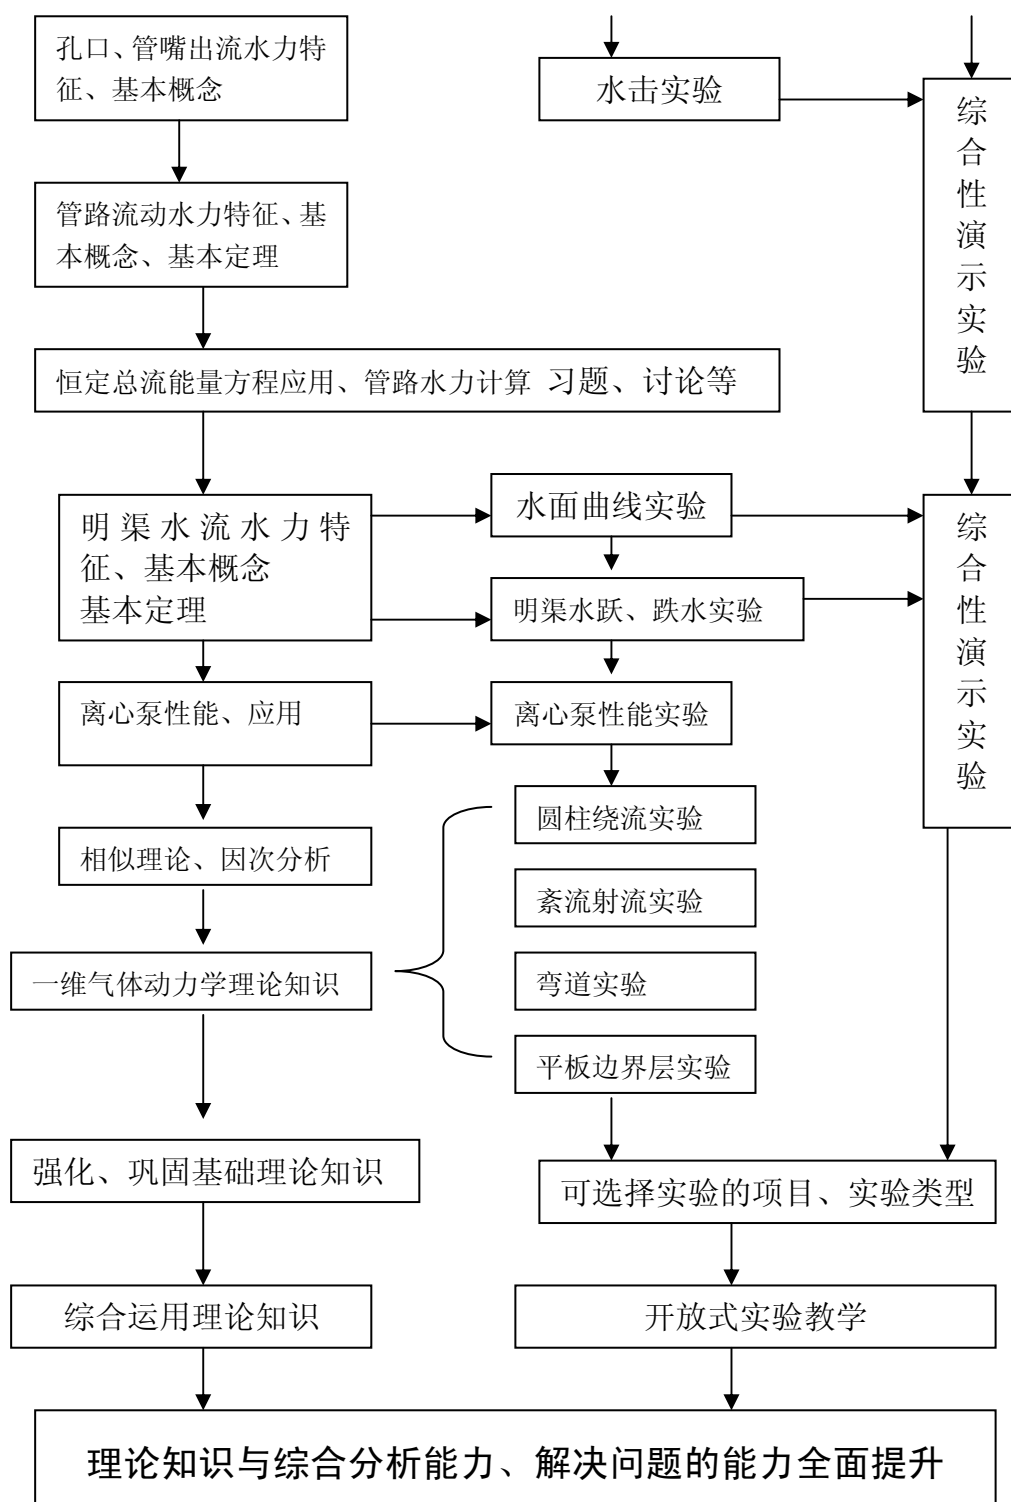 孔口、管嘴出流水力特
征、基本概念
水击实验
综
合
性
演
示
实
验
管路流动水力特征、基
本概念、基本定理
恒定总流能量方程应用、管路水力计算 习题、讨论等
明渠水流水力特
征、基本概念
基本定理
水面曲线实验
综
合
性
演
示
实
验
明渠水跃、跌水实验
离心泵性能、应用
离心泵性能实验
圆柱绕流实验
相似理论、因次分析
紊流射流实验
一维气体动力学理论知识
弯道实验
平板边界层实验
强化、巩固基础理论知识
可选择实验的项目、实验类型
综合运用理论知识
开放式实验教学
理论知识与综合分析能力、解决问题的能力全面提升